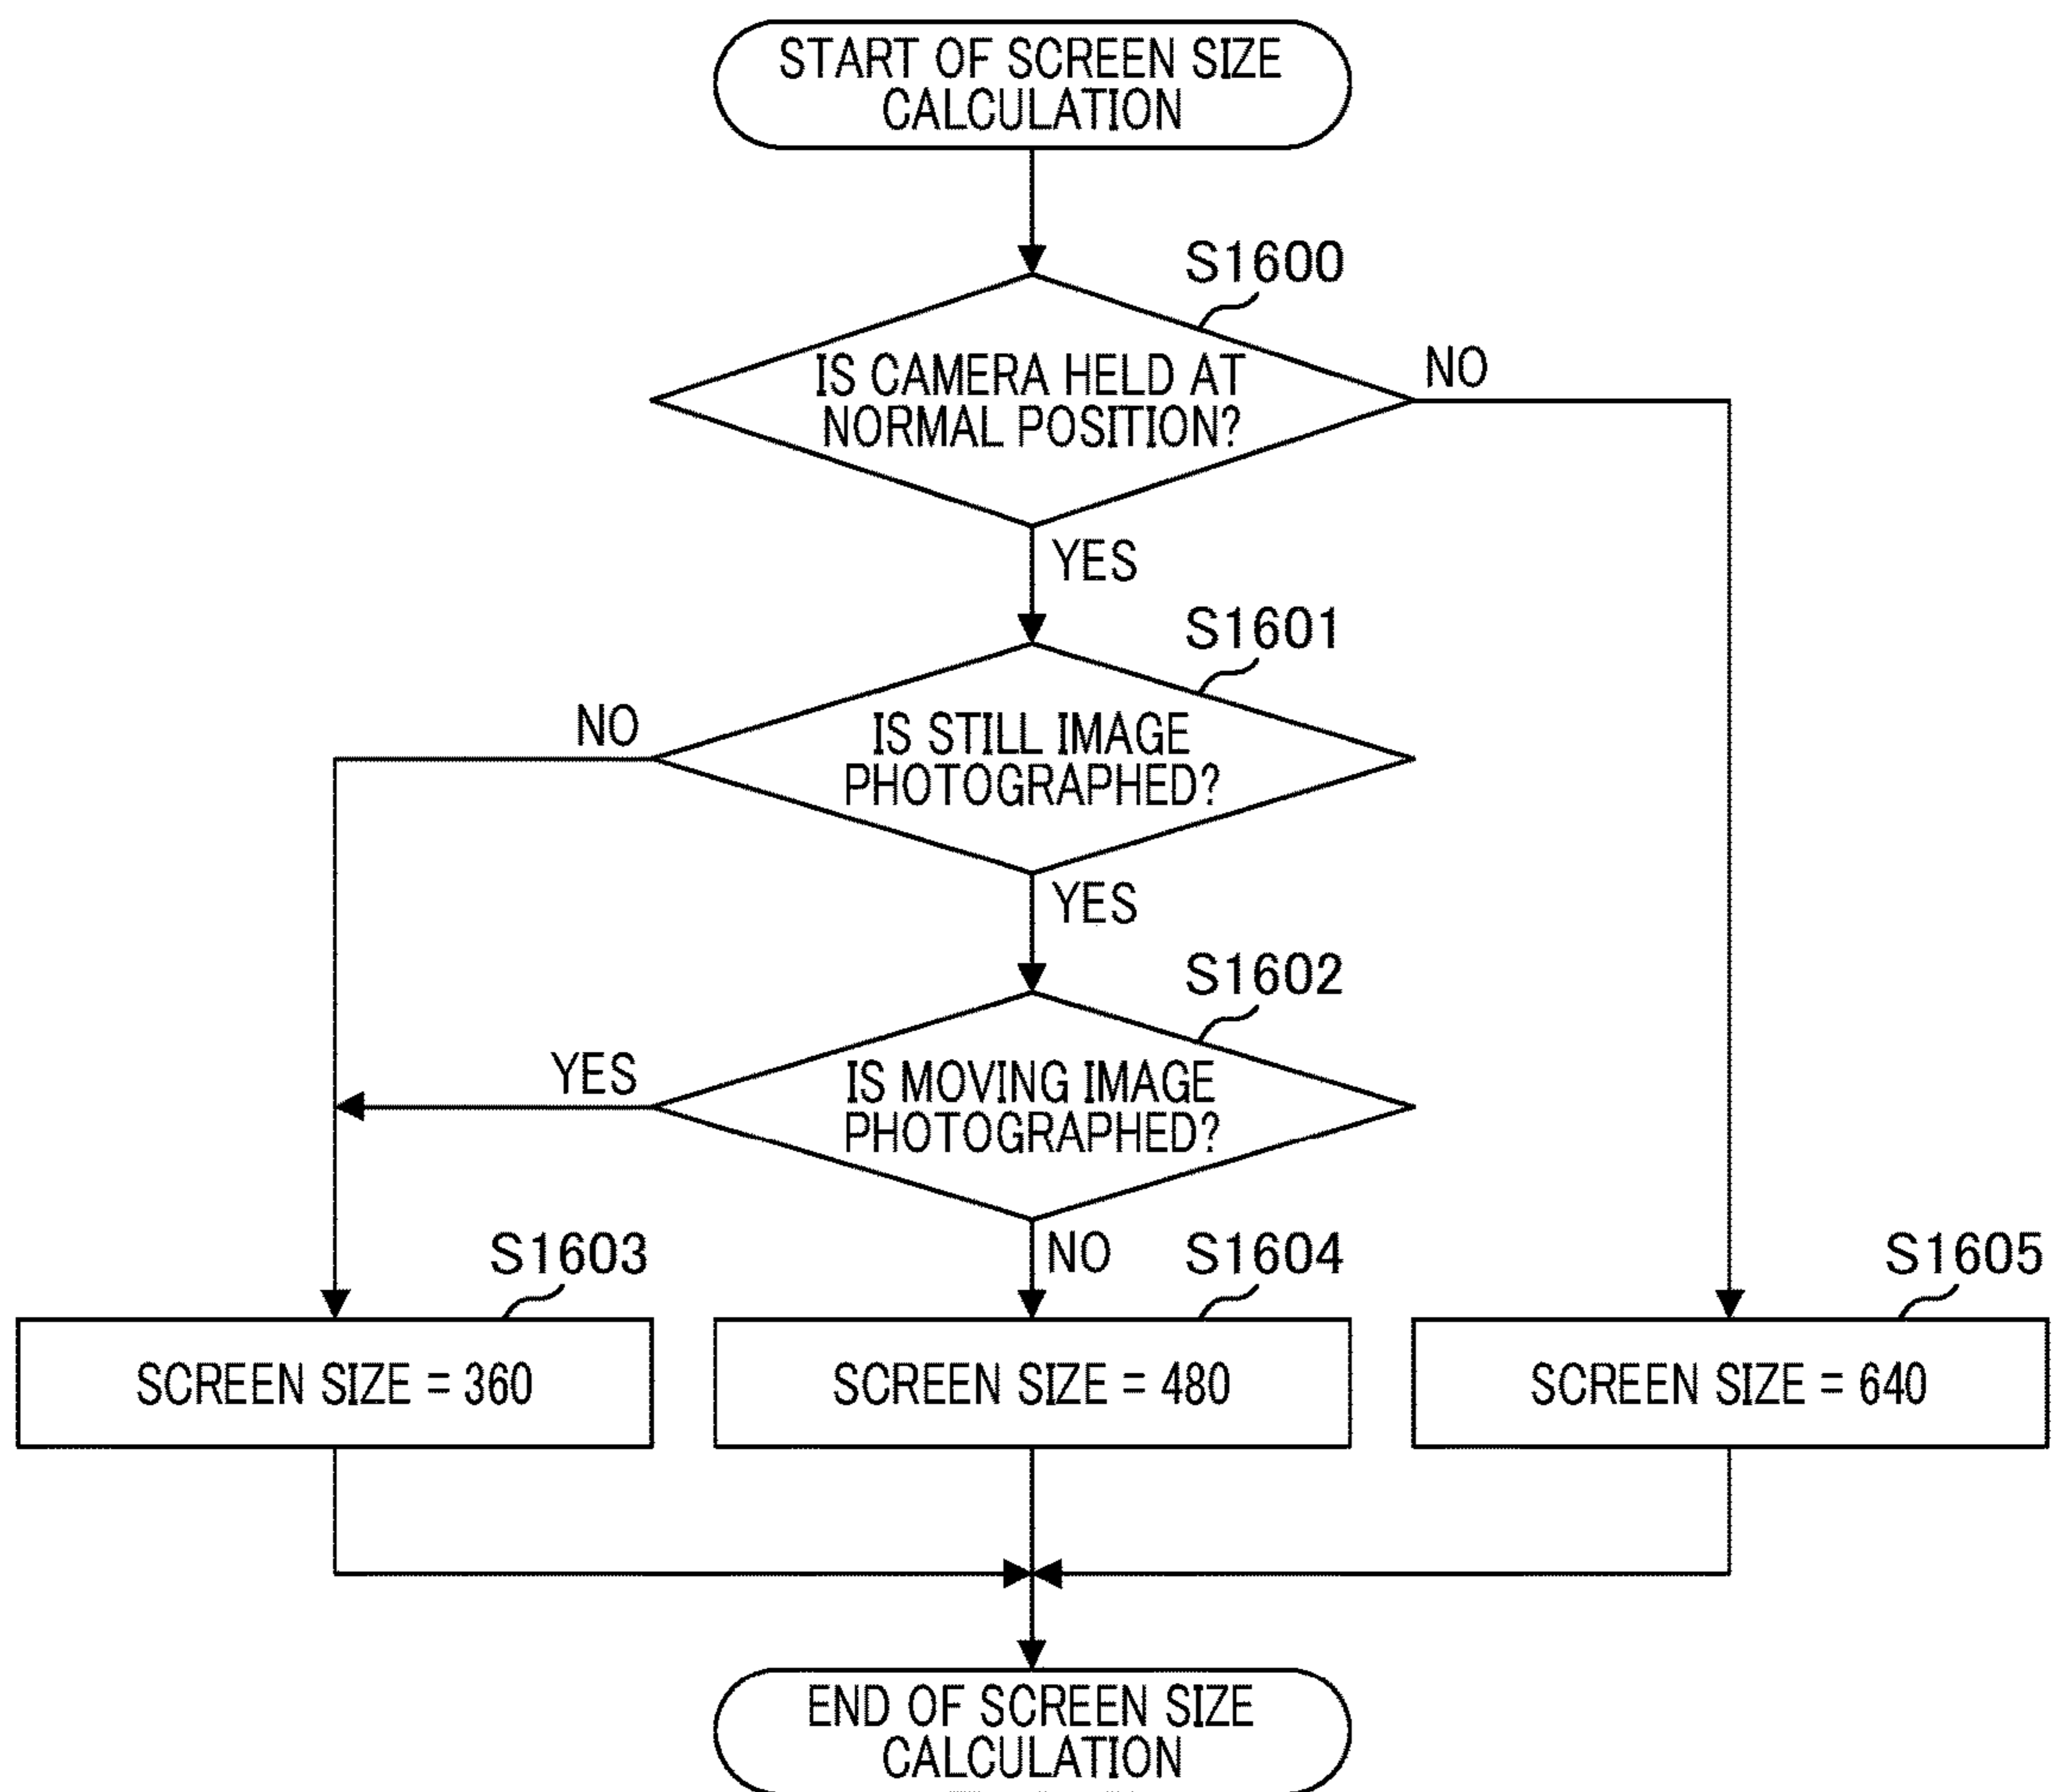 START OF SCREEN SIZE
CALCULATION
S1600
IS CAMERA HELD AT
NORMAL POSITION?
NO
YES
S1601
NO
IS STILL IMAGE
PHOTOGRAPHED?
YES
S1602
YES
IS MOVING IMAGE
PHOTOGRAPHED?
NO
S1603
S1604
S1605
SCREEN SIZE = 360
SCREEN SIZE = 480
SCREEN SIZE = 640
END OF SCREEN SIZE
CALCULATION